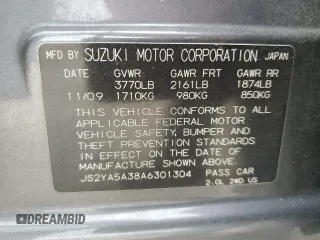 MFD BY SUZUKI MOTOR CORPORATION JAPAN
DATE GVWR GAWR FRT GAWR RR
3770LB 2161LB 1874LB
11/09 1710KG 980KG 850KG
THIS VEHICLE CONFORMS TO ALL
APPLICABLE FEDERAL MOTOR
VEHICLE SAFETY, BUMPER AND
THEFT PREVENTION STANDARDS
IN EFFECT ON THE DATE OF
MANUFACTURE SHOWN ABOVE.
JS2YA5A38A6301304 PASS CAR
2.0L 2WD US
DREAMBID